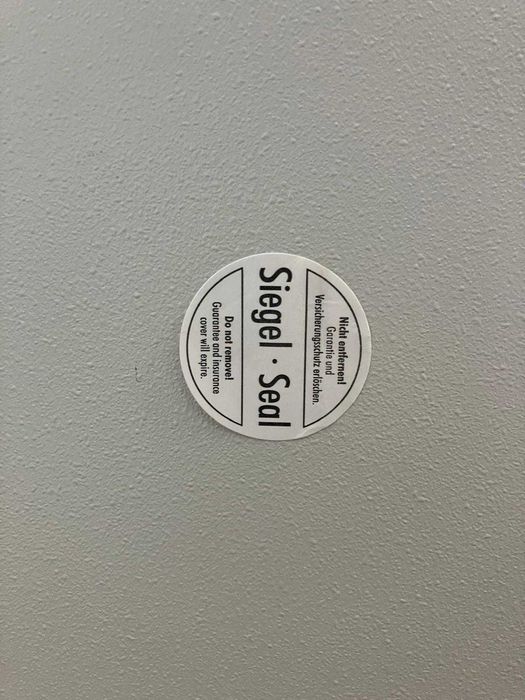 Nicht entfernen!
Garantie und
Versicherungsschutz erlöschen.
Siegel · Seal
Do not remove!
Guarantee and insurance
cover will expire.